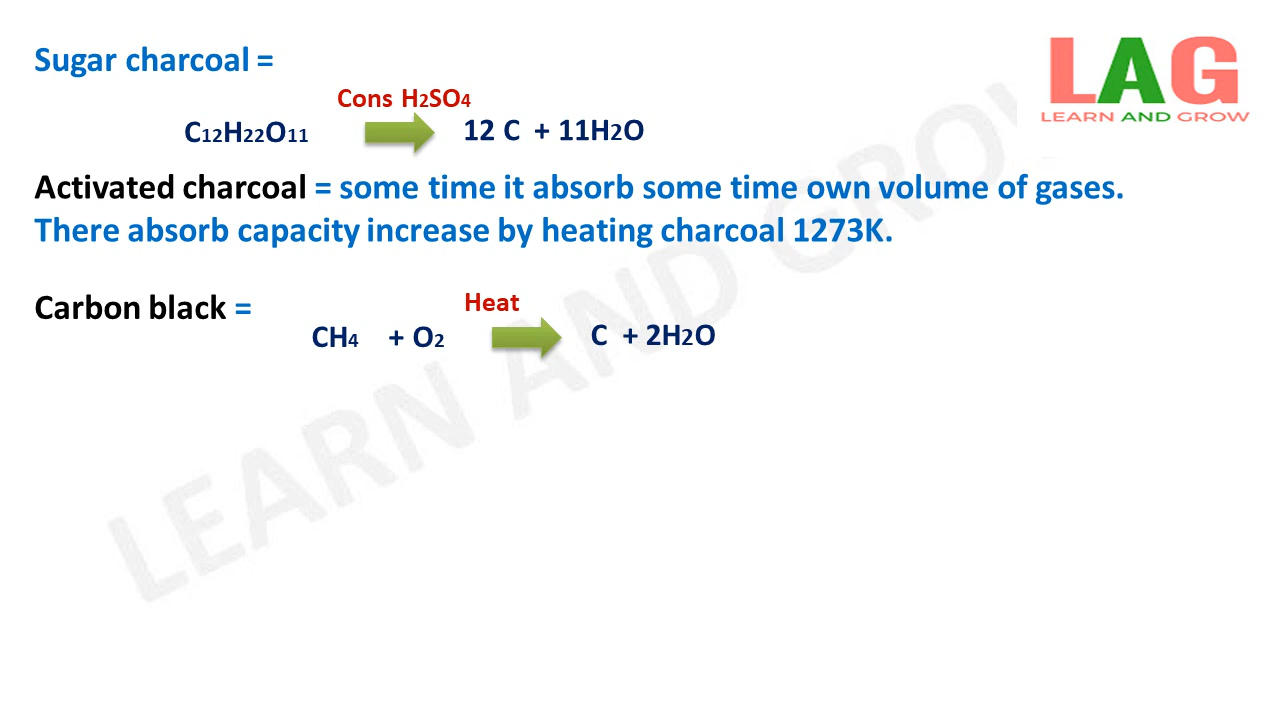 Sugar charcoal =
LAG
LEARN AND GROW
Cons H2SO4
C12H22O11 12 C + 11H2O
Activated charcoal = some time it absorb some time own volume of gases.
There absorb capacity increase by heating charcoal 1273K.
Carbon black =
Heat
CH4 + O2 C + 2H2O
LEARN AND GROW